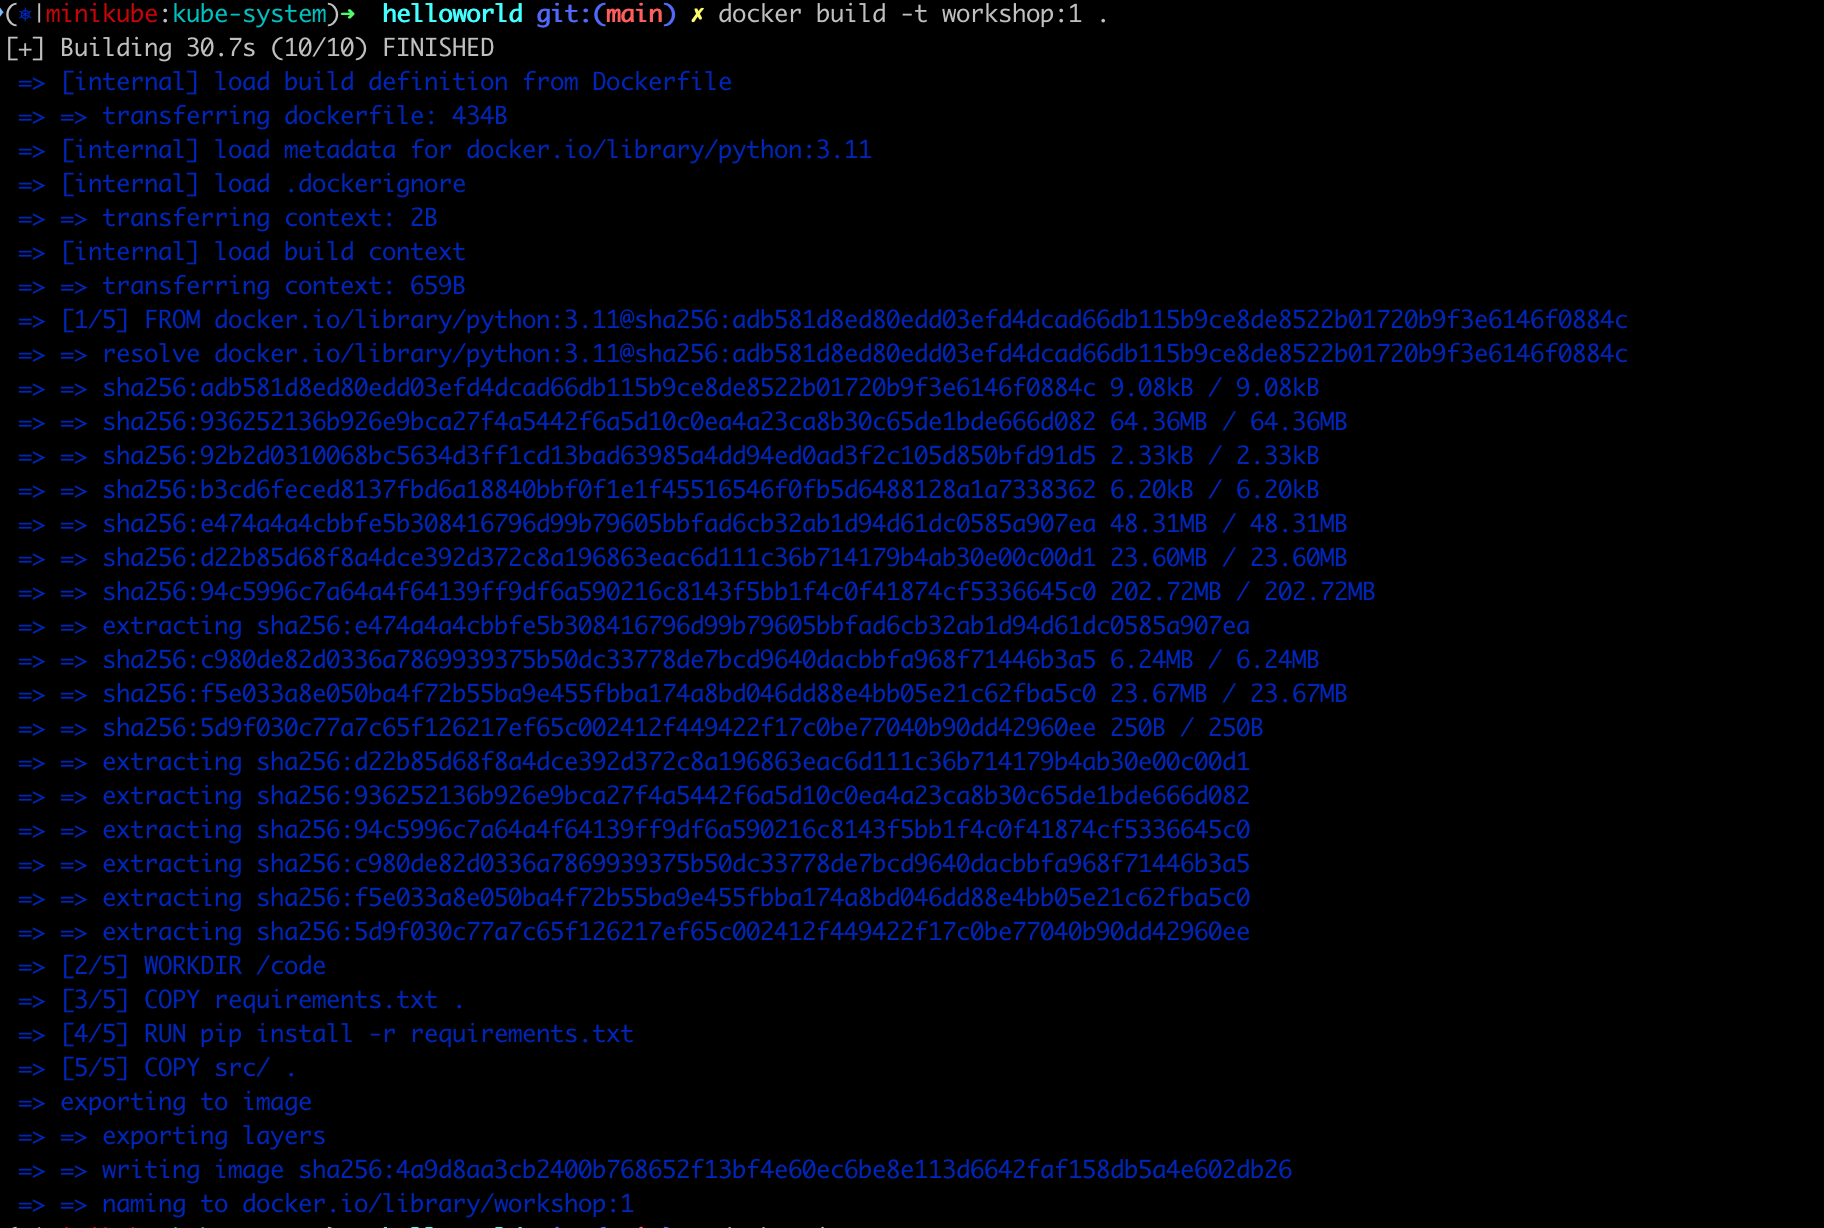 (⎈|minikube:kube-system)➜  helloworld git:(main) ✗ docker build -t workshop:1 .
[+] Building 30.7s (10/10) FINISHED
 => [internal] load build definition from Dockerfile
 => => transferring dockerfile: 434B
 => [internal] load metadata for docker.io/library/python:3.11
 => [internal] load .dockerignore
 => => transferring context: 2B
 => [internal] load build context
 => => transferring context: 659B
 => [1/5] FROM docker.io/library/python:3.11@sha256:adb581d8ed80edd03efd4dcad66db115b9ce8de8522b01720b9f3e6146f0884c
 => => resolve docker.io/library/python:3.11@sha256:adb581d8ed80edd03efd4dcad66db115b9ce8de8522b01720b9f3e6146f0884c
 => => sha256:adb581d8ed80edd03efd4dcad66db115b9ce8de8522b01720b9f3e6146f0884c 9.08kB / 9.08kB
 => => sha256:936252136b926e9bca27f4a5442f6a5d10c0ea4a23ca8b30c65de1bde666d082 64.36MB / 64.36MB
 => => sha256:92b2d0310068bc5634d3ff1cd13bad63985a4dd94ed0ad3f2c105d850bfd91d5 2.33kB / 2.33kB
 => => sha256:b3cd6feced8137fbd6a18840bbf0f1e1f45516546f0fb5d6488128a1a7338362 6.20kB / 6.20kB
 => => sha256:e474a4a4cbbfe5b308416796d99b79605bbfad6cb32ab1d94d61dc0585a907ea 48.31MB / 48.31MB
 => => sha256:d22b85d68f8a4dce392d372c8a196863eac6d111c36b714179b4ab30e00c00d1 23.60MB / 23.60MB
 => => sha256:94c5996c7a64a4f64139ff9df6a590216c8143f5bb1f4c0f41874cf5336645c0 202.72MB / 202.72MB
 => => extracting sha256:e474a4a4cbbfe5b308416796d99b79605bbfad6cb32ab1d94d61dc0585a907ea
 => => sha256:c980de82d0336a7869939375b50dc33778de7bcd9640dacbbfa968f71446b3a5 6.24MB / 6.24MB
 => => sha256:f5e033a8e050ba4f72b55ba9e455fbba174a8bd046dd88e4bb05e21c62fba5c0 23.67MB / 23.67MB
 => => sha256:5d9f030c77a7c65f126217ef65c002412f449422f17c0be77040b90dd42960ee 250B / 250B
 => => extracting sha256:d22b85d68f8a4dce392d372c8a196863eac6d111c36b714179b4ab30e00c00d1
 => => extracting sha256:936252136b926e9bca27f4a5442f6a5d10c0ea4a23ca8b30c65de1bde666d082
 => => extracting sha256:94c5996c7a64a4f64139ff9df6a590216c8143f5bb1f4c0f41874cf5336645c0
 => => extracting sha256:c980de82d0336a7869939375b50dc33778de7bcd9640dacbbfa968f71446b3a5
 => => extracting sha256:f5e033a8e050ba4f72b55ba9e455fbba174a8bd046dd88e4bb05e21c62fba5c0
 => => extracting sha256:5d9f030c77a7c65f126217ef65c002412f449422f17c0be77040b90dd42960ee
 => [2/5] WORKDIR /code
 => [3/5] COPY requirements.txt .
 => [4/5] RUN pip install -r requirements.txt
 => [5/5] COPY src/ .
 => exporting to image
 => => exporting layers
 => => writing image sha256:4a9d8aa3cb2400b768652f13bf4e60ec6be8e113d6642faf158db5a4e602db26
 => => naming to docker.io/library/workshop:1